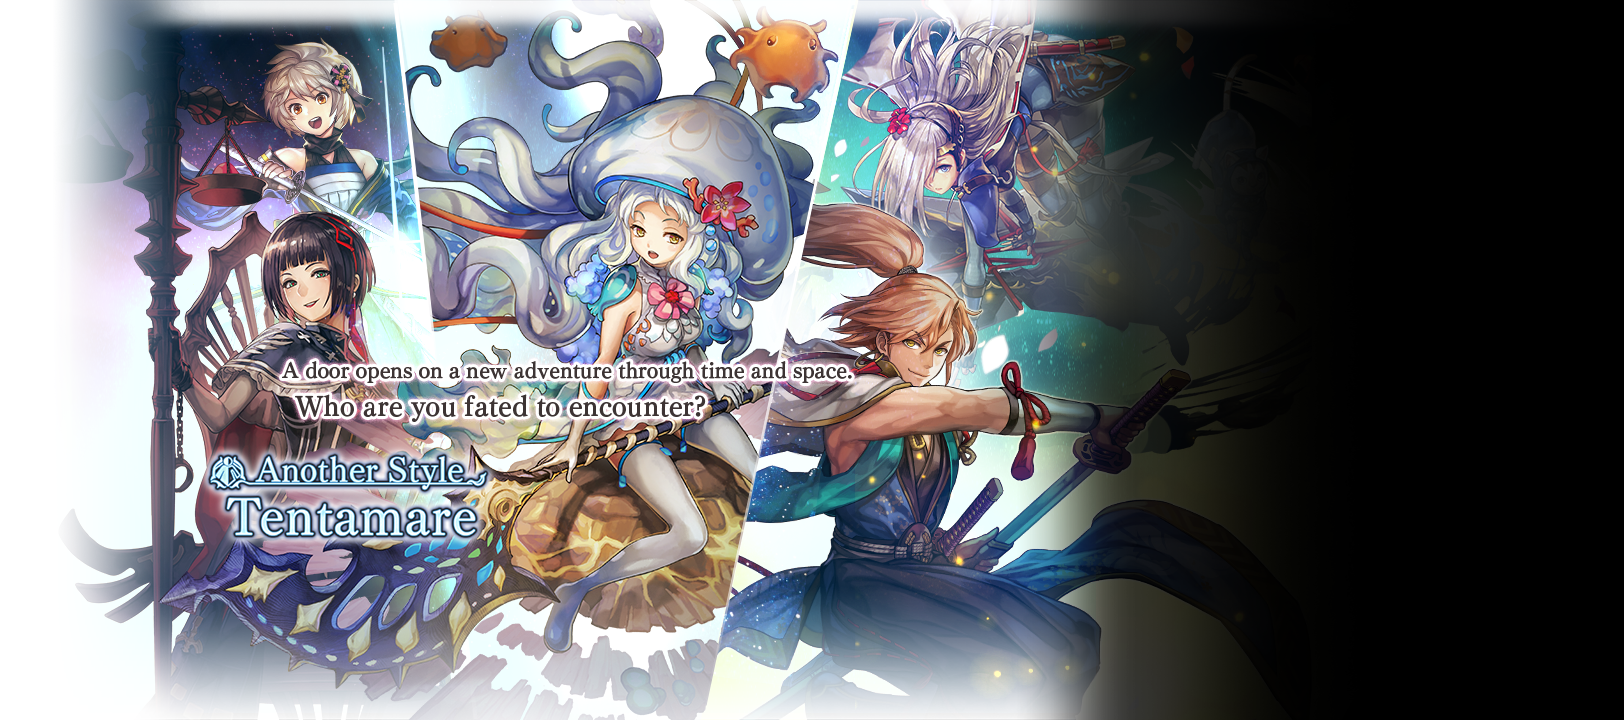 A door opens on a new adventure through time and space.
Who are you fated to encounter?
Another Style
Tentamare